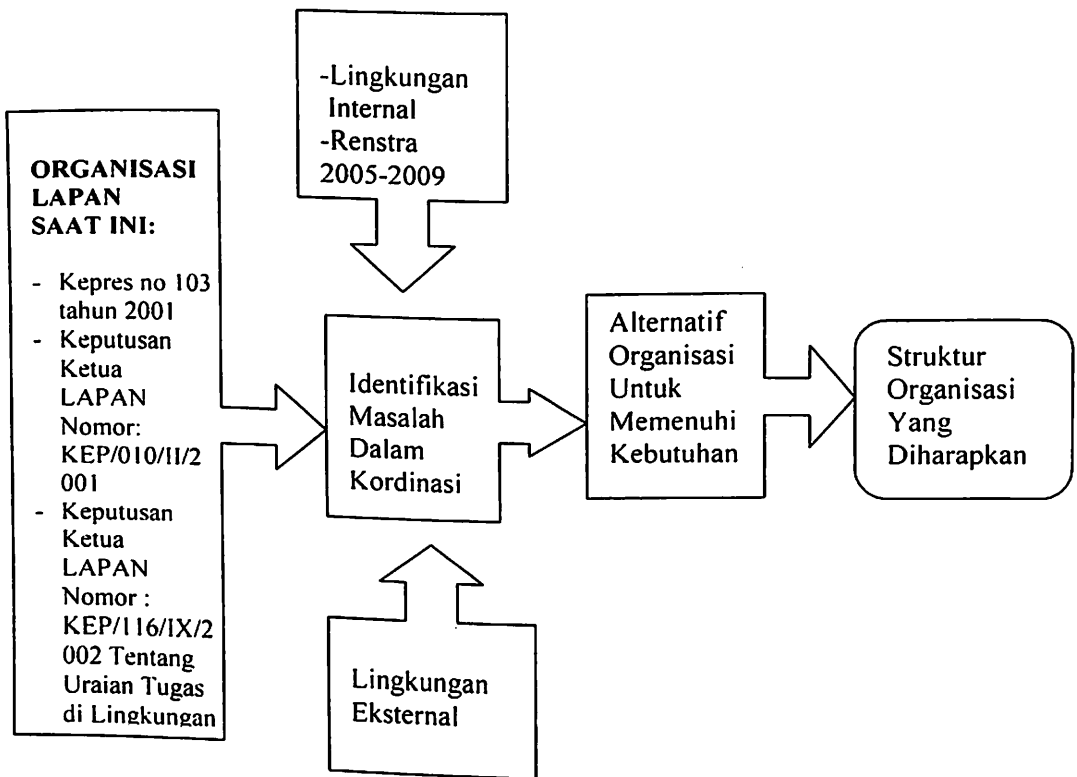 -Lingkungan
Internal
-Renstra
2005-2009
ORGANISASI
LAPAN
SAAT INI:
- Kepres no 103
tahun 2001
- Keputusan
Ketua
LAPAN
Nomor:
KEP/010/II/2
001
- Keputusan
Ketua
LAPAN
Nomor :
KEP/116/IX/2
002 Tentang
Uraian Tugas
di Lingkungan
Identifikasi
Masalah
Dalam
Kordinasi
Alternatif
Organisasi
Untuk
Memenuhi
Kebutuhan
Struktur
Organisasi
Yang
Diharapkan
Lingkungan
Eksternal